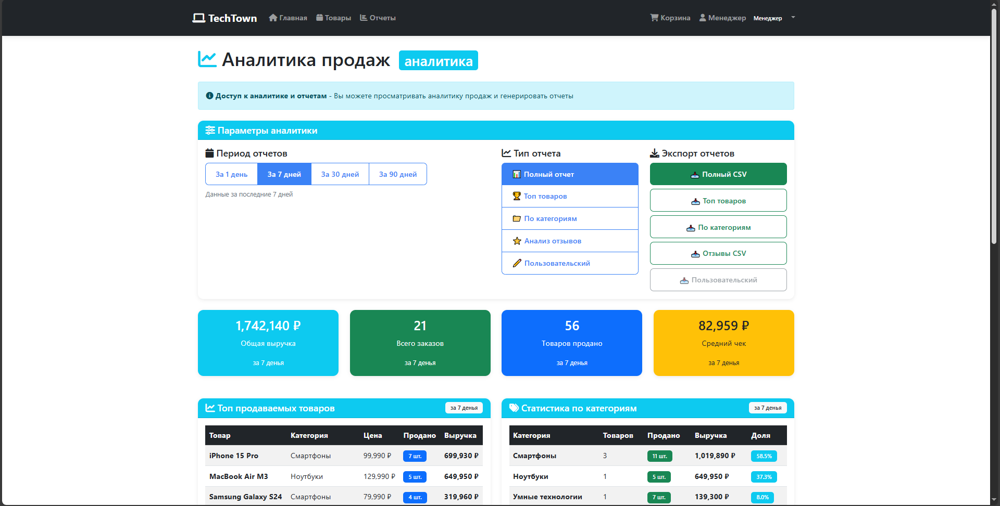 TechTown Главная Товары Отчеты Корзина Менеджер Менеджер
Аналитика продаж аналитика
Доступ к аналитике и отчетам - Вы можете просматривать аналитику продаж и генерировать отчеты
Параметры аналитики
Период отчетов
За 1 день За 7 дней За 30 дней За 90 дней
Данные за последние 7 дней
Тип отчета
Полный отчет
Топ товаров
По категориям
Анализ отзывов
Пользовательский
Экспорт отчетов
Полный CSV
Топ товаров
По категориям
Отзывы CSV
Пользовательский
1,742,140 ₽
Общая выручка
за 7 денья
21
Всего заказов
за 7 денья
56
Товаров продано
за 7 денья
82,959 ₽
Средний чек
за 7 денья
Топ продаваемых товаров за 7 денья
Товар Категория Цена Продано Выручка
iPhone 15 Pro Смартфоны 99,990 ₽ 7 шт. 699,930 ₽
MacBook Air M3 Ноутбуки 129,990 ₽ 5 шт. 649,950 ₽
Samsung Galaxy S24 Смартфоны 79,990 ₽ 4 шт. 319,960 ₽
Статистика по категориям за 7 денья
Категория Товаров Продано Выручка Доля
Смартфоны 3 11 шт. 1,019,890 ₽ 58.5%
Ноутбуки 1 5 шт. 649,950 ₽ 37.3%
Умные технологии 1 7 шт. 139,300 ₽ 8.0%